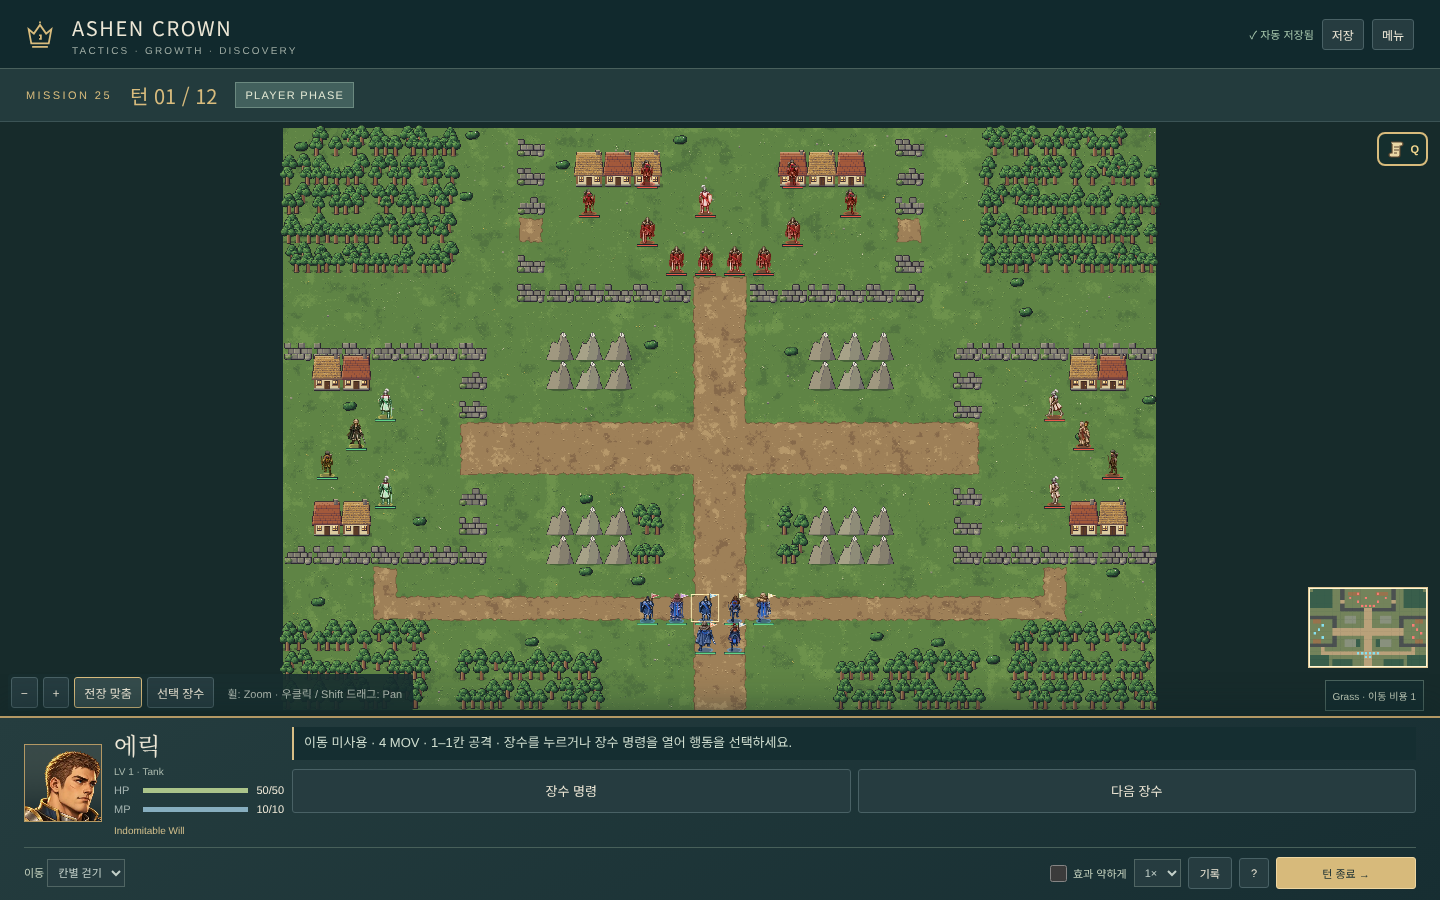 ASHEN CROWN
TACTICS · GROWTH · DISCOVERY
✓ 자동 저장됨
저장
메뉴
MISSION 25
턴 01 / 12
PLAYER PHASE
Q
−
+
전장 맞춤
선택 장수
휠: Zoom · 우클릭 / Shift 드래그: Pan
Grass · 이동 비용 1
에릭
LV 1 · Tank
HP 50/50
MP 10/10
Indomitable Will
이동 미사용 · 4 MOV · 1–1칸 공격 · 장수를 누르거나 장수 명령을 열어 행동을 선택하세요.
장수 명령
다음 장수
이동
칸별 걷기
효과 약하게
1×
기록
?
턴 종료 →